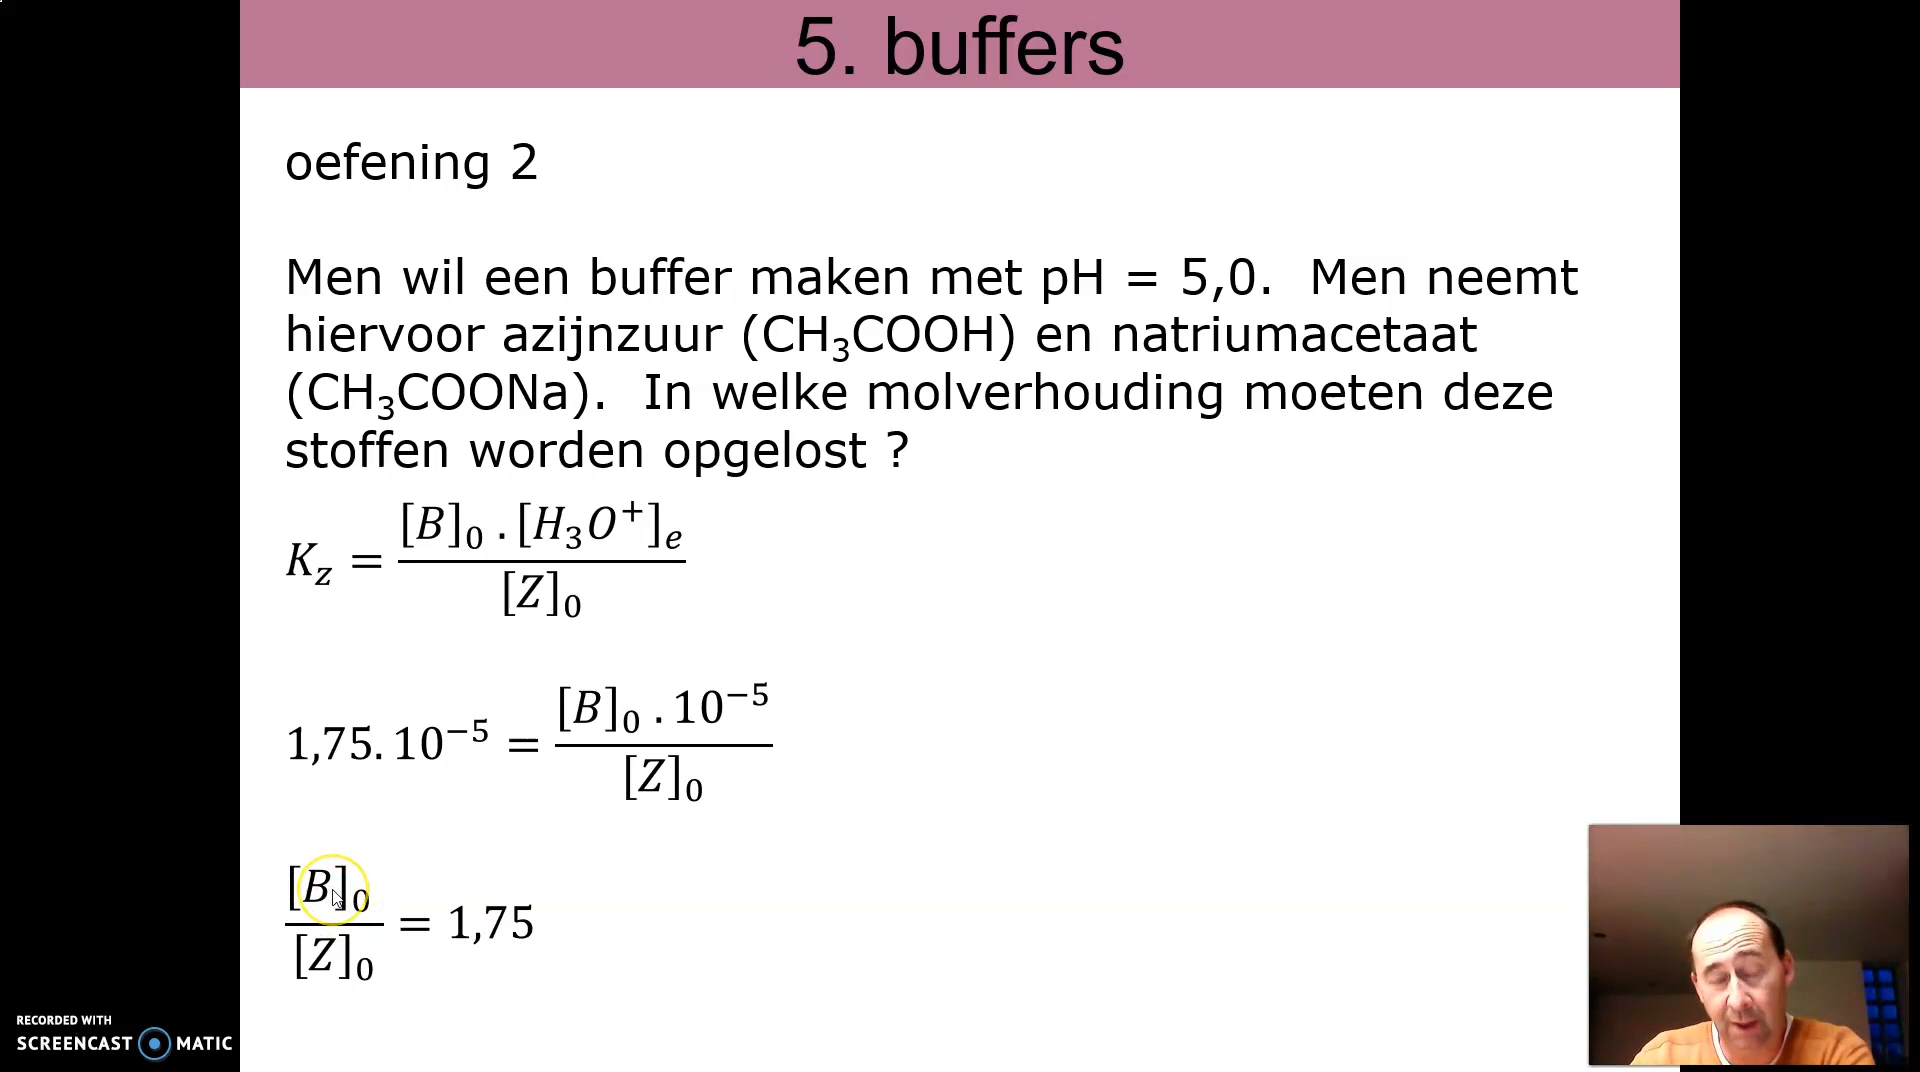 5. buffers
oefening 2
Men wil een buffer maken met pH = 5,0. Men neemt
hiervoor azijnzuur (CH₃COOH) en natriumacetaat
(CH₃COONa). In welke molverhouding moeten deze
stoffen worden opgelost ?
K_z = [B]₀ . [H₃O⁺]ₑ / [Z]₀
1,75. 10⁻⁵ = [B]₀ . 10⁻⁵ / [Z]₀
[B]₀ / [Z]₀ = 1,75
RECORDED WITH
SCREENCAST MATIC